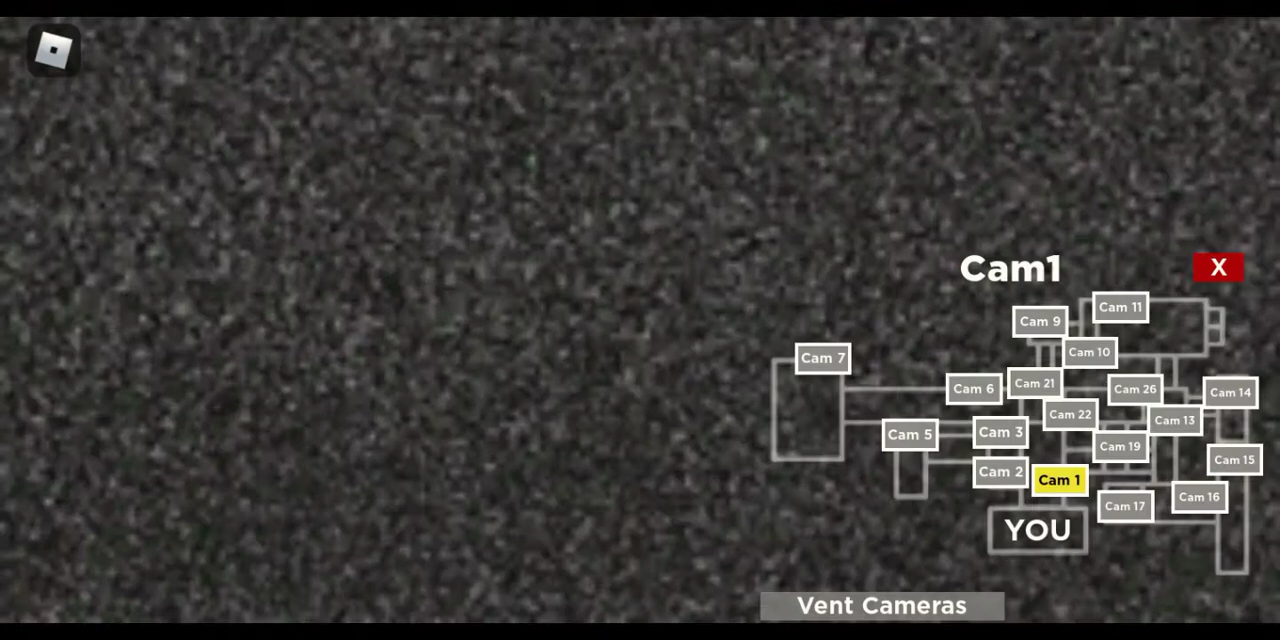 Cam1
X
Cam 11
Cam 9
Cam 10
Cam 7
Cam 21
Cam 6
Cam 26
Cam 14
Cam 22
Cam 13
Cam 3
Cam 5
Cam 19
Cam 15
Cam 2
Cam 1
Cam 16
Cam 17
YOU
Vent Cameras